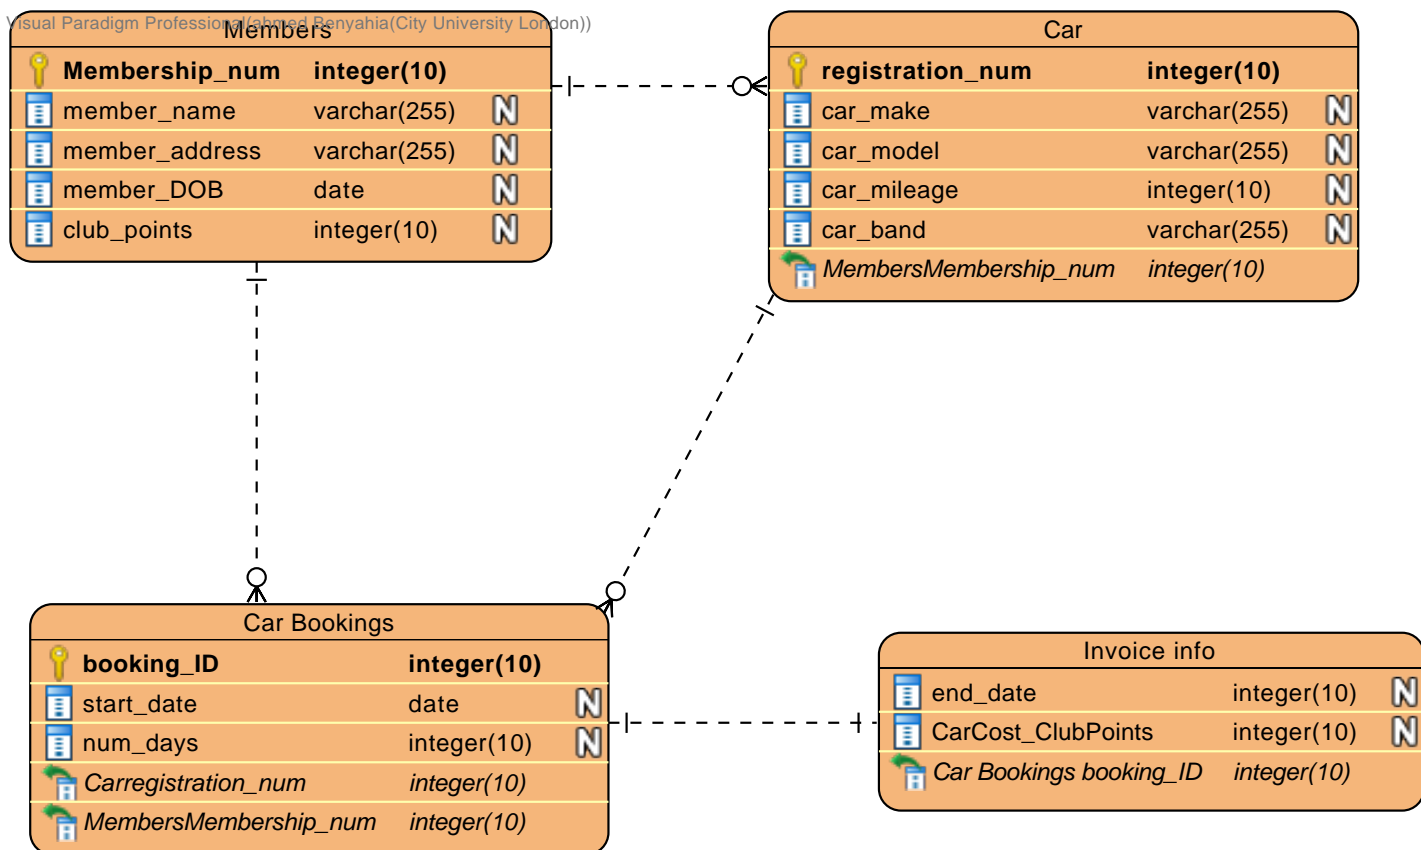 Visual Paradigm Professional(ahmed Benyahia(City University London))
Members
Membership_num integer(10)
member_name varchar(255) N
member_address varchar(255) N
member_DOB date N
club_points integer(10) N
Car
registration_num integer(10)
car_make varchar(255) N
car_model varchar(255) N
car_mileage integer(10) N
car_band varchar(255) N
MembersMembership_num integer(10)
Car Bookings
booking_ID integer(10)
start_date date N
num_days integer(10) N
Carregistration_num integer(10)
MembersMembership_num integer(10)
Invoice info
end_date integer(10) N
CarCost_ClubPoints integer(10) N
Car Bookings booking_ID integer(10)